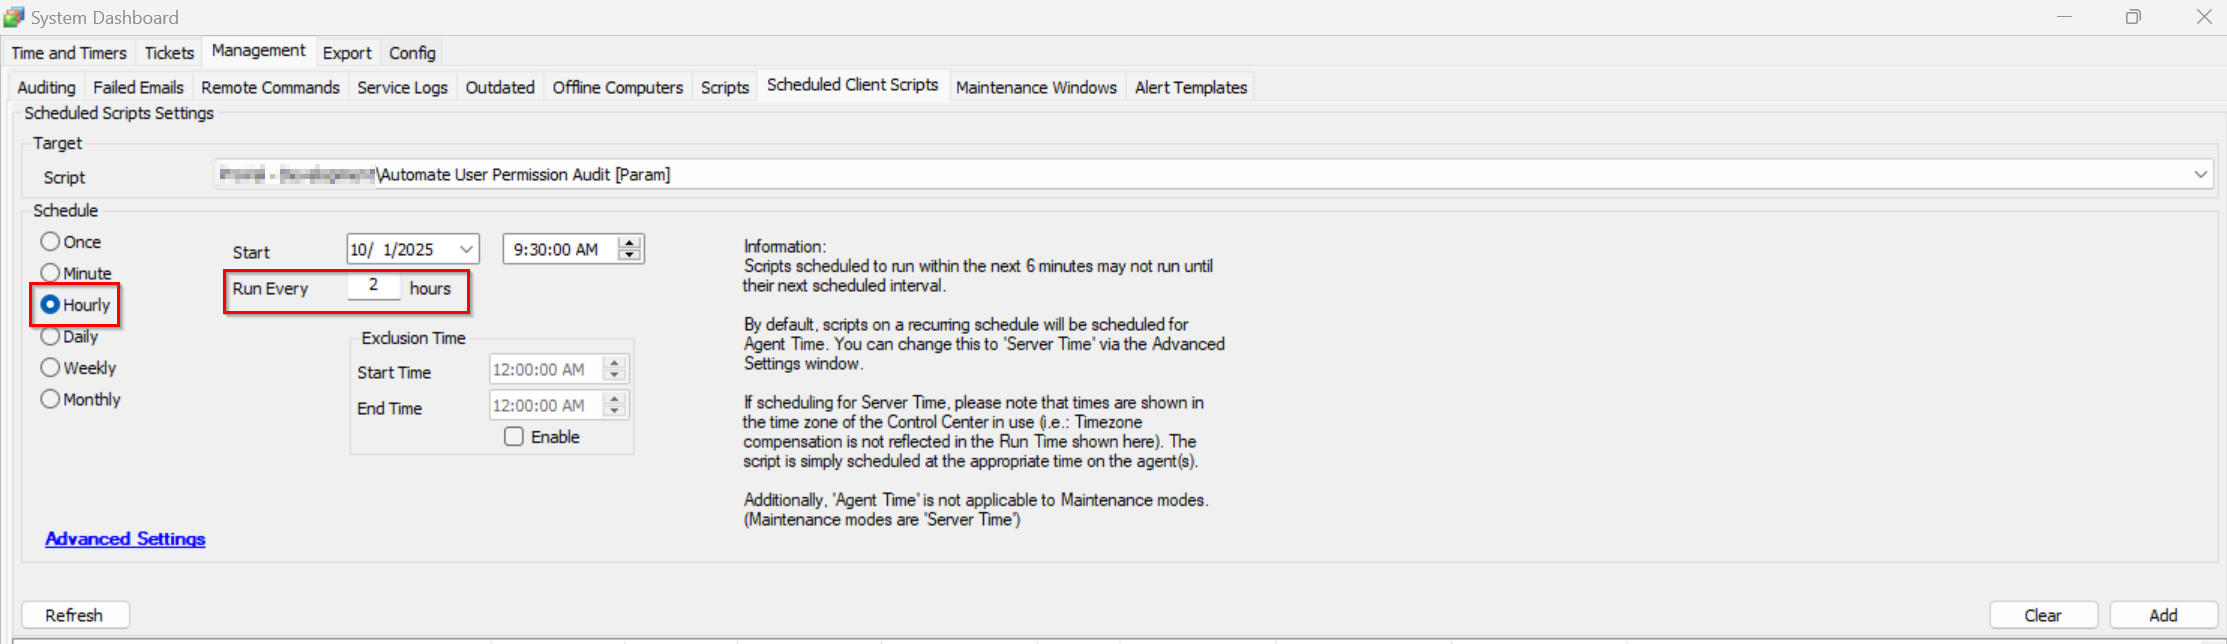 System Dashboard
Time and Timers Tickets Management Export Config
Auditing Failed Emails Remote Commands Service Logs Outdated Offline Computers Scripts Scheduled Client Scripts Maintenance Windows Alert Templates
Scheduled Scripts Settings
Target
Script \Automate User Permission Audit [Param]
Schedule
Once
Minute
Hourly
Daily
Weekly
Monthly
Start 10/ 1/2025 9:30:00 AM
Run Every 2 hours
Exclusion Time
Start Time 12:00:00 AM
End Time 12:00:00 AM
Enable
Information:
Scripts scheduled to run within the next 6 minutes may not run until
their next scheduled interval.
By default, scripts on a recurring schedule will be scheduled for
Agent Time. You can change this to 'Server Time' via the Advanced
Settings window.
If scheduling for Server Time, please note that times are shown in
the time zone of the Control Center in use (i.e.: Timezone
compensation is not reflected in the Run Time shown here). The
script is simply scheduled at the appropriate time on the agent(s).
Additionally, 'Agent Time' is not applicable to Maintenance modes.
(Maintenance modes are 'Server Time')
Advanced Settings
Refresh Clear Add